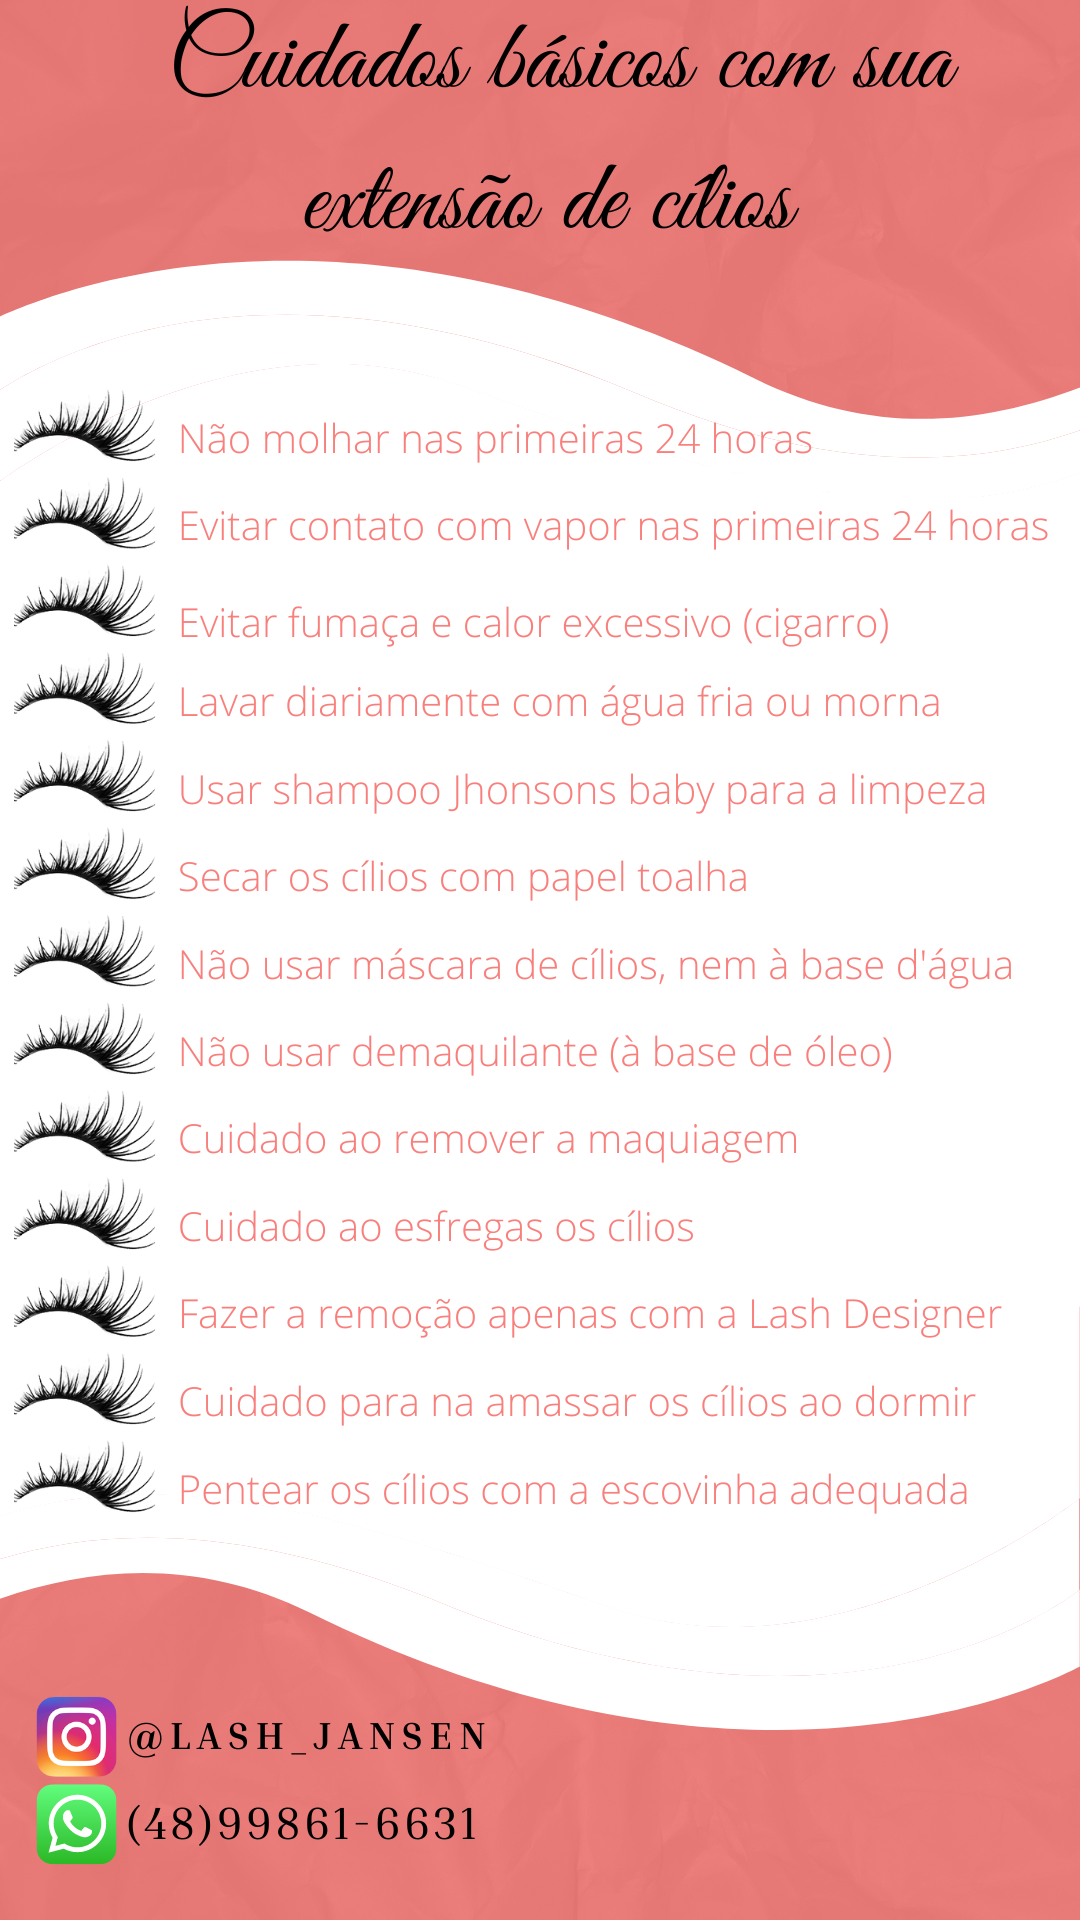 Cuidados básicos com sua
extensão de cílios
Não molhar nas primeiras 24 horas
Evitar contato com vapor nas primeiras 24 horas
Evitar fumaça e calor excessivo (cigarro)
Lavar diariamente com água fria ou morna
Usar shampoo Jhonsons baby para a limpeza
Secar os cílios com papel toalha
Não usar máscara de cílios, nem à base d'água
Não usar demaquilante (à base de óleo)
Cuidado ao remover a maquiagem
Cuidado ao esfregas os cílios
Fazer a remoção apenas com a Lash Designer
Cuidado para na amassar os cílios ao dormir
Pentear os cílios com a escovinha adequada
@LASH_JANSEN
(48)99861-6631